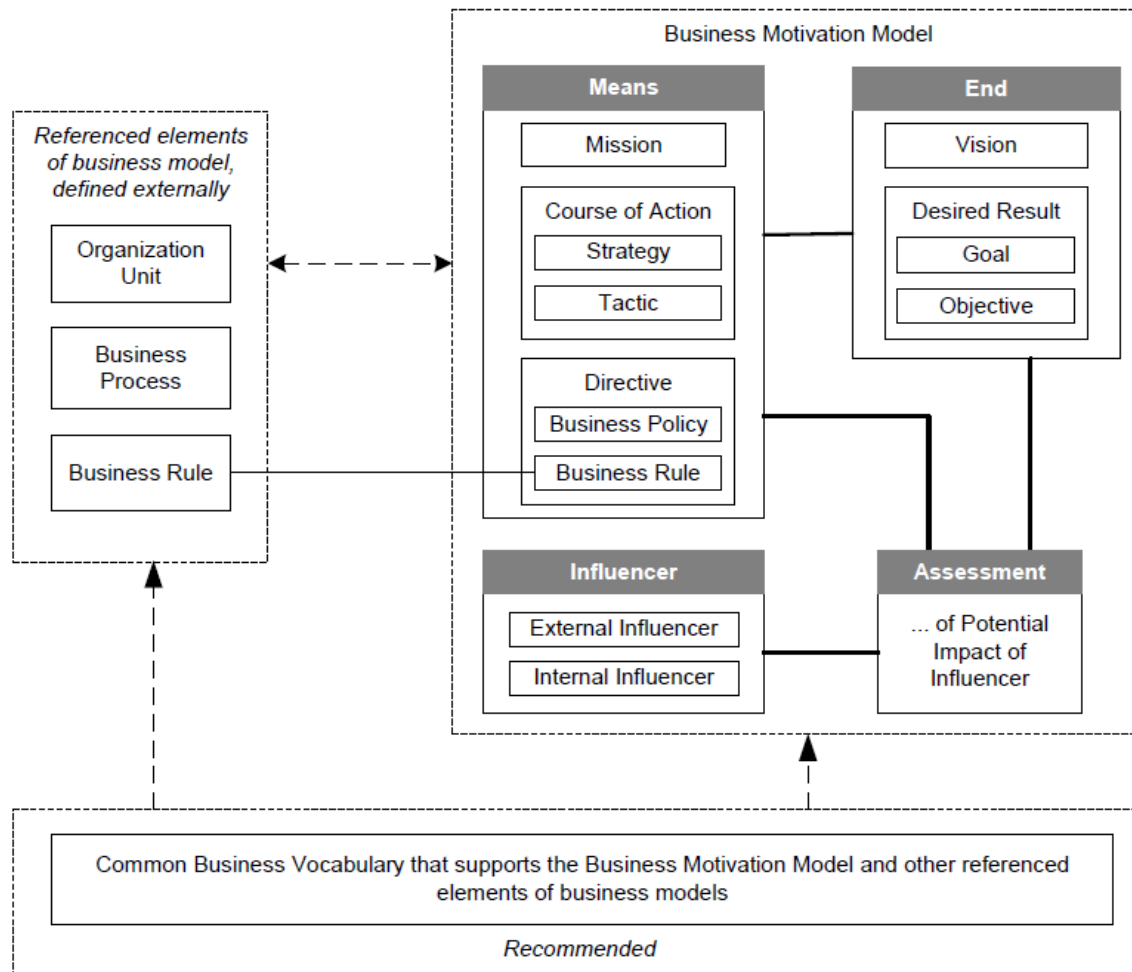 Business Motivation Model
Referenced elements
of business model,
defined externally
Organization
Unit
Business
Process
Business Rule
Means
Mission
Course of Action
Strategy
Tactic
Directive
Business Policy
Business Rule
End
Vision
Desired Result
Goal
Objective
Influencer
External Influencer
Internal Influencer
Assessment
... of Potential
Impact of
Influencer
Common Business Vocabulary that supports the Business Motivation Model and other referenced
elements of business models
Recommended